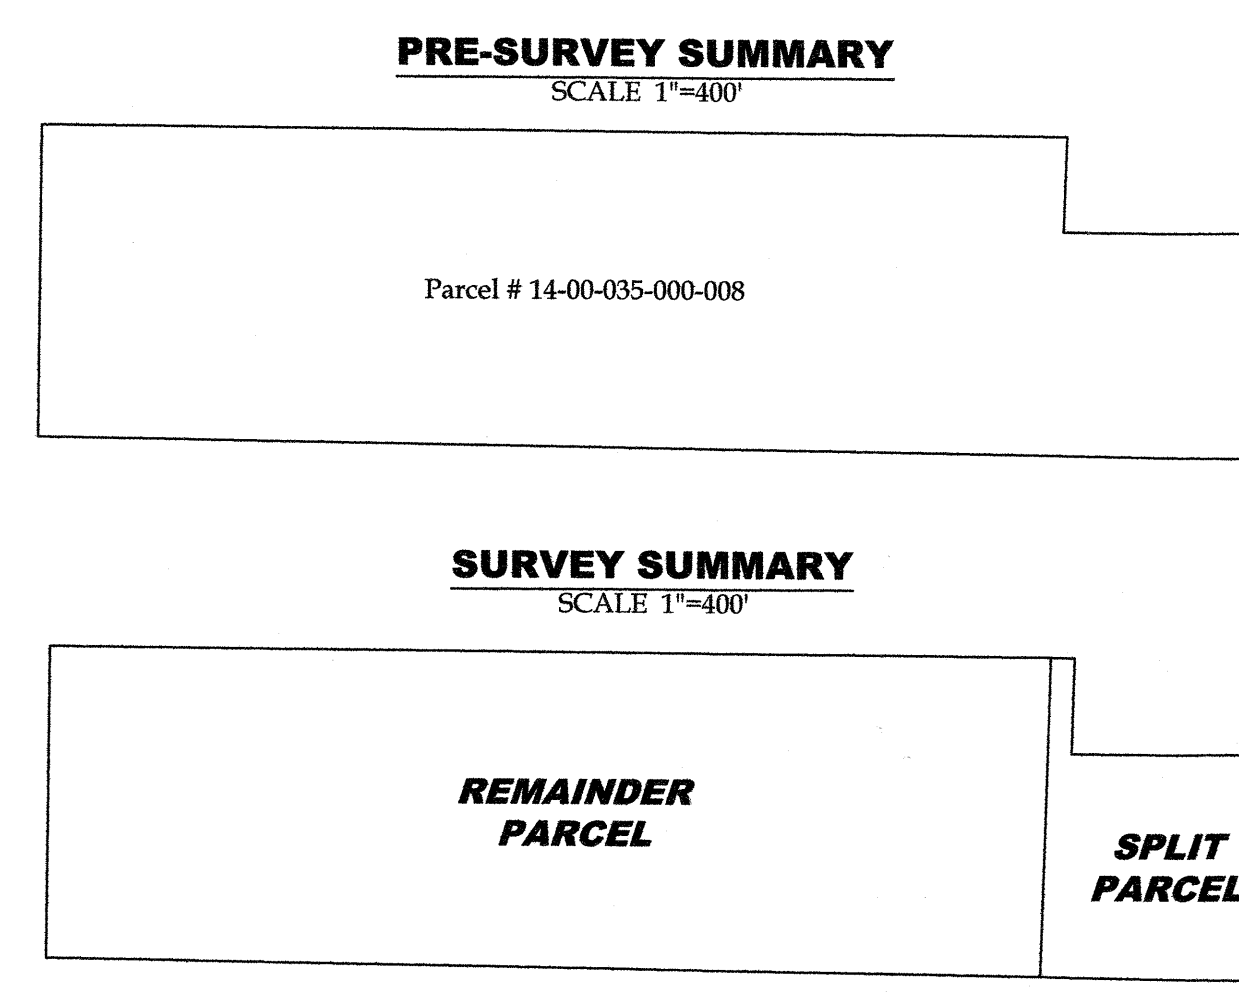 PRE-SURVEY SUMMARY
SCALE 1"=400'
Parcel # 14-00-035-000-008
SURVEY SUMMARY
SCALE 1"=400'
REMAINDER
PARCEL
SPLIT
PARCEL